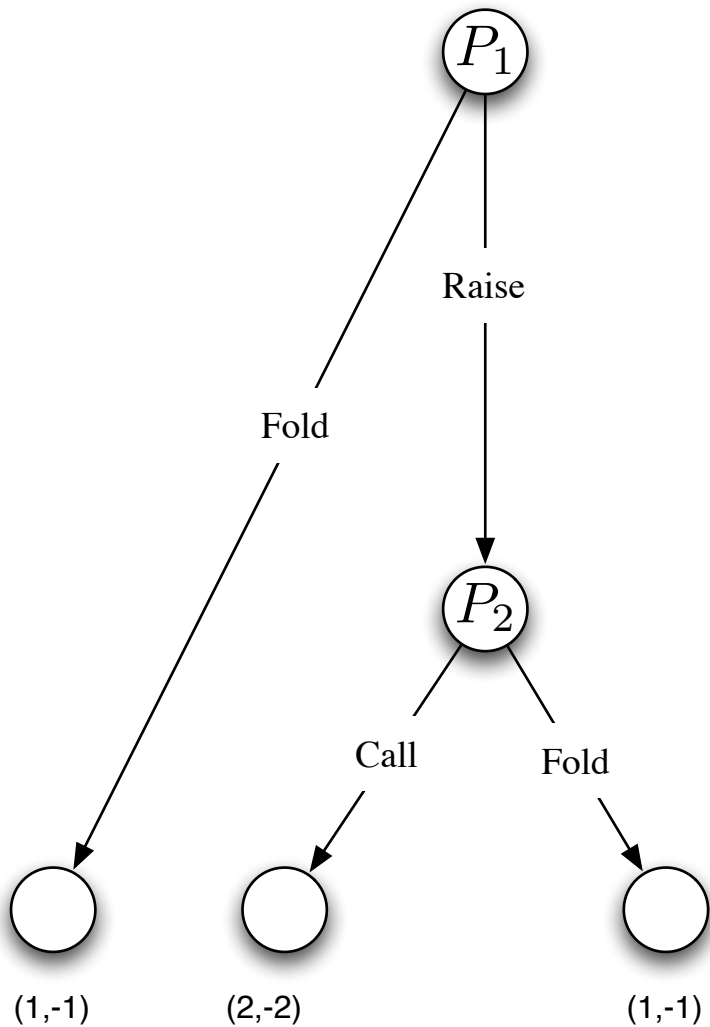 P₁
Raise
Fold
P₂
Call
Fold
(1,-1)
(2,-2)
(1,-1)